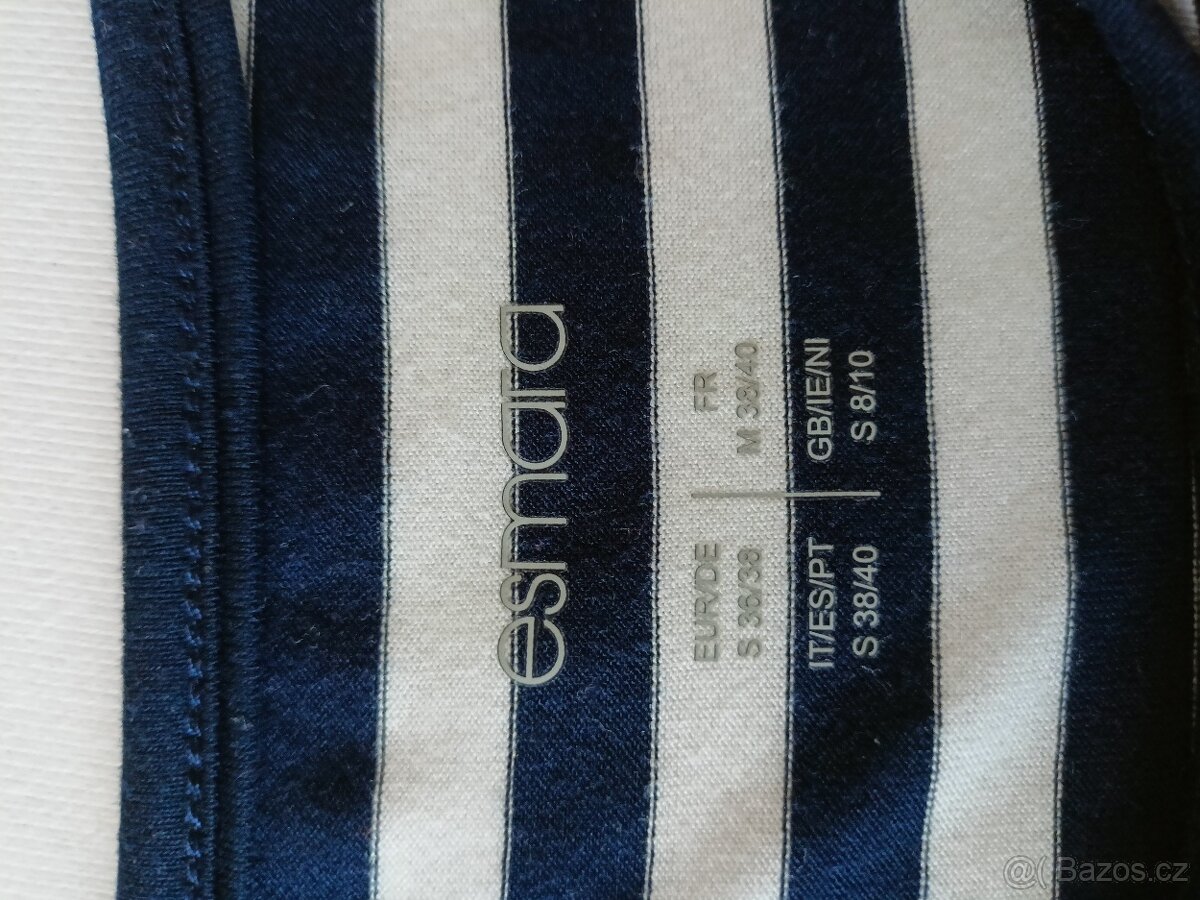 esmara
EUR/DE
S 36/38
FR
M 38/40
IT/ES/PT
S 38/40
GB/IE/NI
S 8/10
@( Bazos.cz